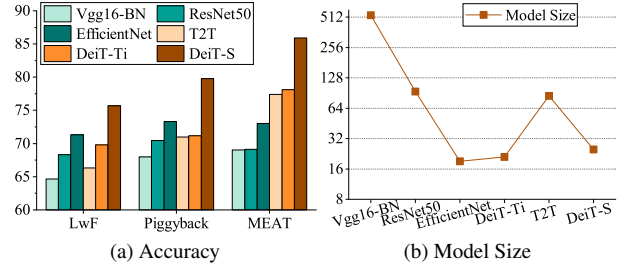 Vgg16-BN ResNet50
EfficientNet T2T
DeiT-Ti DeiT-S
90
85
80
75
70
65
60
LwF Piggyback MEAT
(a) Accuracy
Model Size
512
256
128
64
32
16
8
Vgg16-BN ResNet50 EfficientNet DeiT-Ti T2T DeiT-S
(b) Model Size